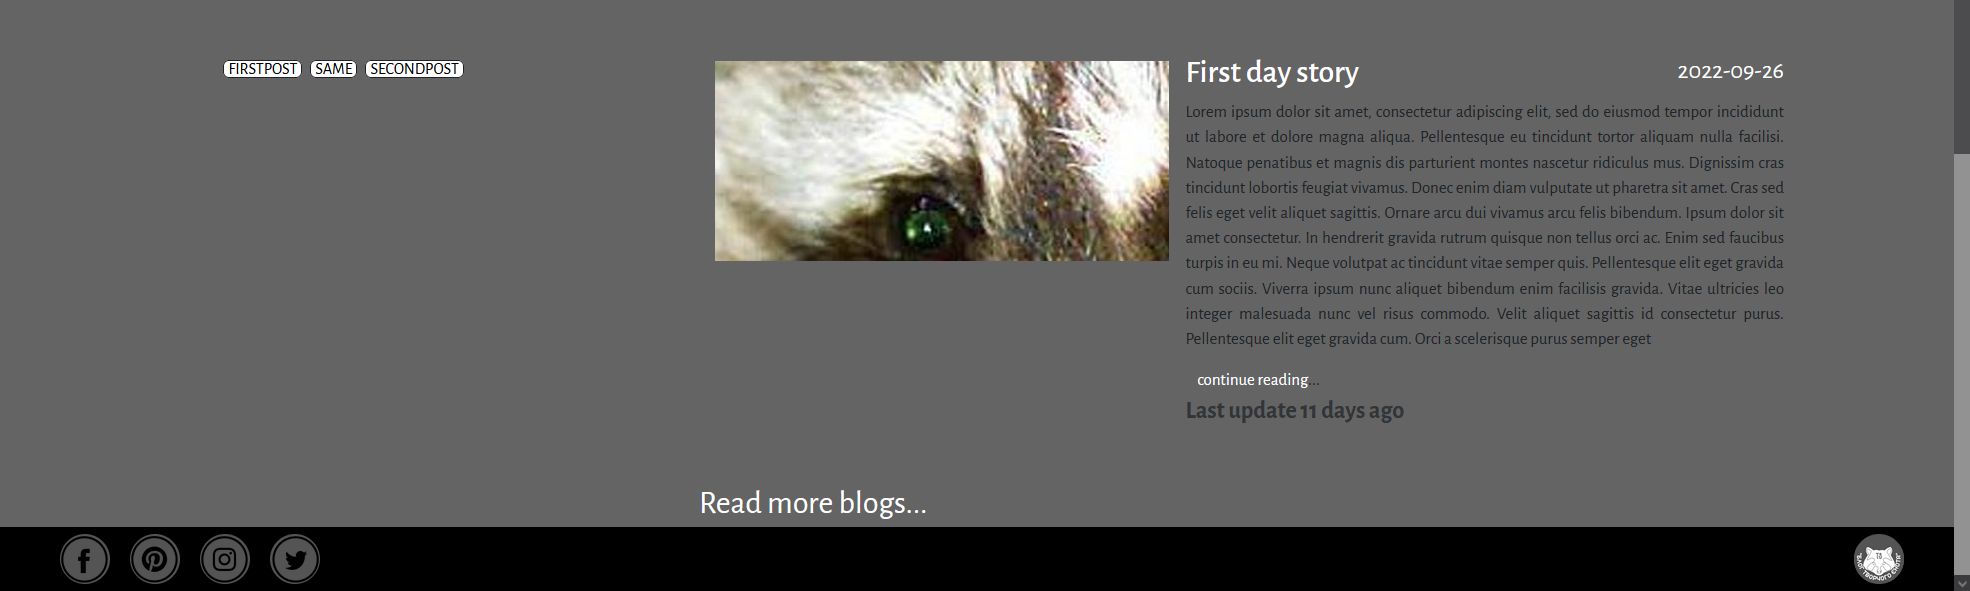 FIRSTPOST SAME SECONDPOST
First day story
2022-09-26
Lorem ipsum dolor sit amet, consectetur adipiscing elit, sed do eiusmod tempor incididunt
ut labore et dolore magna aliqua. Pellentesque eu tincidunt tortor aliquam nulla facilisi.
Natoque penatibus et magnis dis parturient montes nascetur ridiculus mus. Dignissim cras
tincidunt lobortis feugiat vivamus. Donec enim diam vulputate ut pharetra sit amet. Cras sed
felis eget velit aliquet sagittis. Ornare arcu dui vivamus arcu felis bibendum. Ipsum dolor sit
amet consectetur. In hendrerit gravida rutrum quisque non tellus orci ac. Enim sed faucibus
turpis in eu mi. Neque volutpat ac tincidunt vitae semper quis. Pellentesque elit eget gravida
cum sociis. Viverra ipsum nunc aliquet bibendum enim facilisis gravida. Vitae ultricies leo
integer malesuada nunc vel risus commodo. Velit aliquet sagittis id consectetur purus.
Pellentesque elit eget gravida cum. Orci a scelerisque purus semper eget
continue reading...
Last update 11 days ago
Read more blogs...